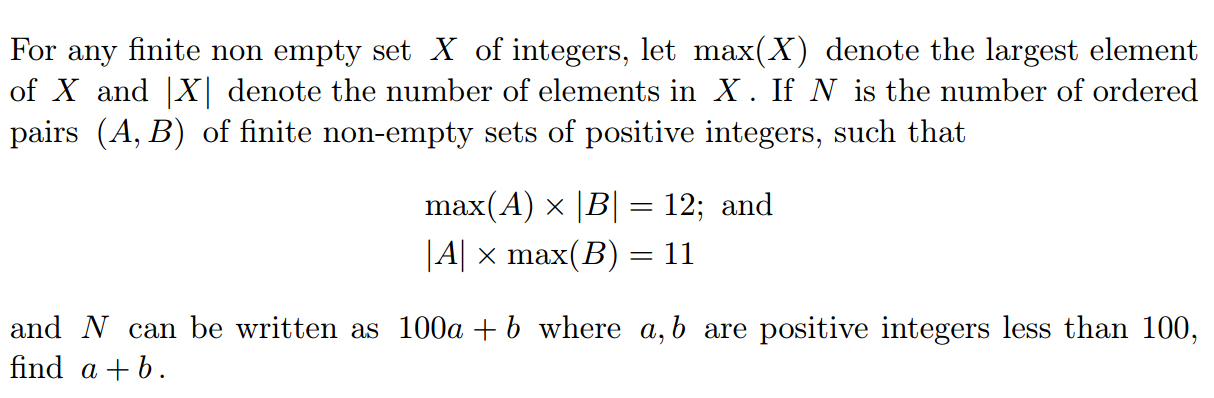 For any finite non empty set X of integers, let max(X) denote the largest element
of X and |X| denote the number of elements in X. If N is the number of ordered
pairs (A, B) of finite non-empty sets of positive integers, such that
max(A) × |B| = 12; and
|A| × max(B) = 11
and N can be written as 100a + b where a, b are positive integers less than 100,
find a + b.